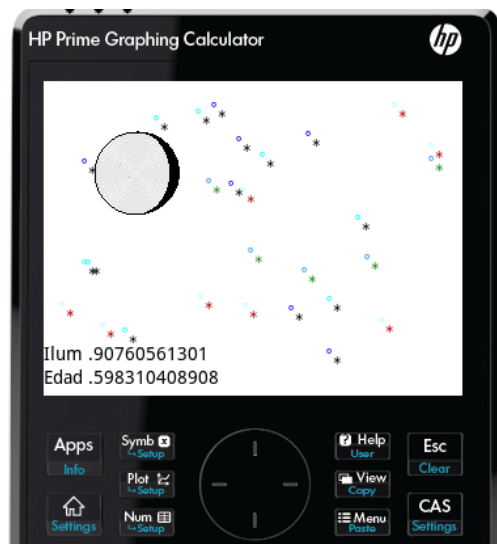 HP Prime Graphing Calculator
hp
Ilum .90760561301
Edad .598310408908
Apps
Info
Symb
↳Setup
Plot
↳Setup
Num
↳Setup
Settings
Help
User
View
Copy
Menu
Paste
Esc
Clear
CAS
Settings